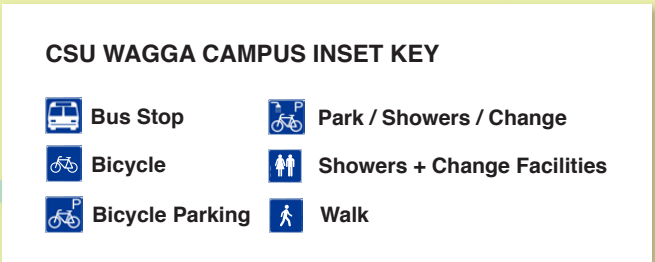 CSU WAGGA CAMPUS INSET KEY
Bus Stop
P Park / Showers / Change
Bicycle
Showers + Change Facilities
P Bicycle Parking
Walk